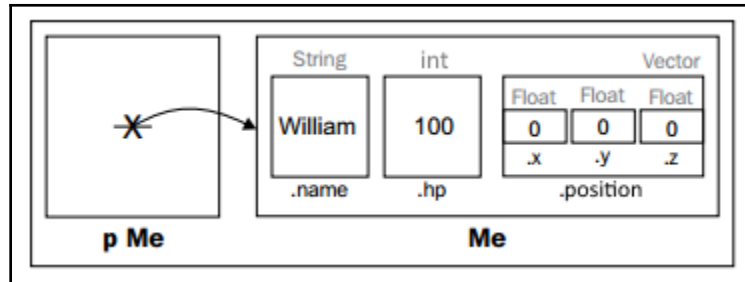 String int Vector
Float Float Float
X William 100 0 0 0
.x .y .z
.name .hp .position
p Me Me